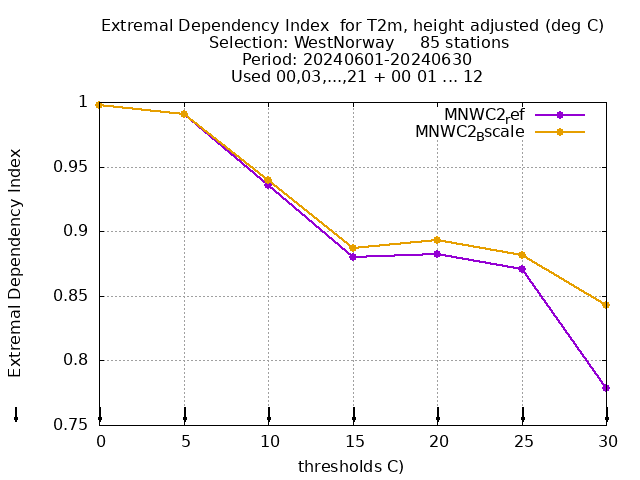 Extremal Dependency Index  for T2m, height adjusted (deg C)
Selection: WestNorway     85 stations
Period: 20240601-20240630
Used 00,03,...,21 + 00 01 ... 12
MNWC2ref
MNWC2Bscale
1
0.95
0.9
0.85
0.8
0.75
Extremal Dependency Index
0 5 10 15 20 25 30
thresholds C)